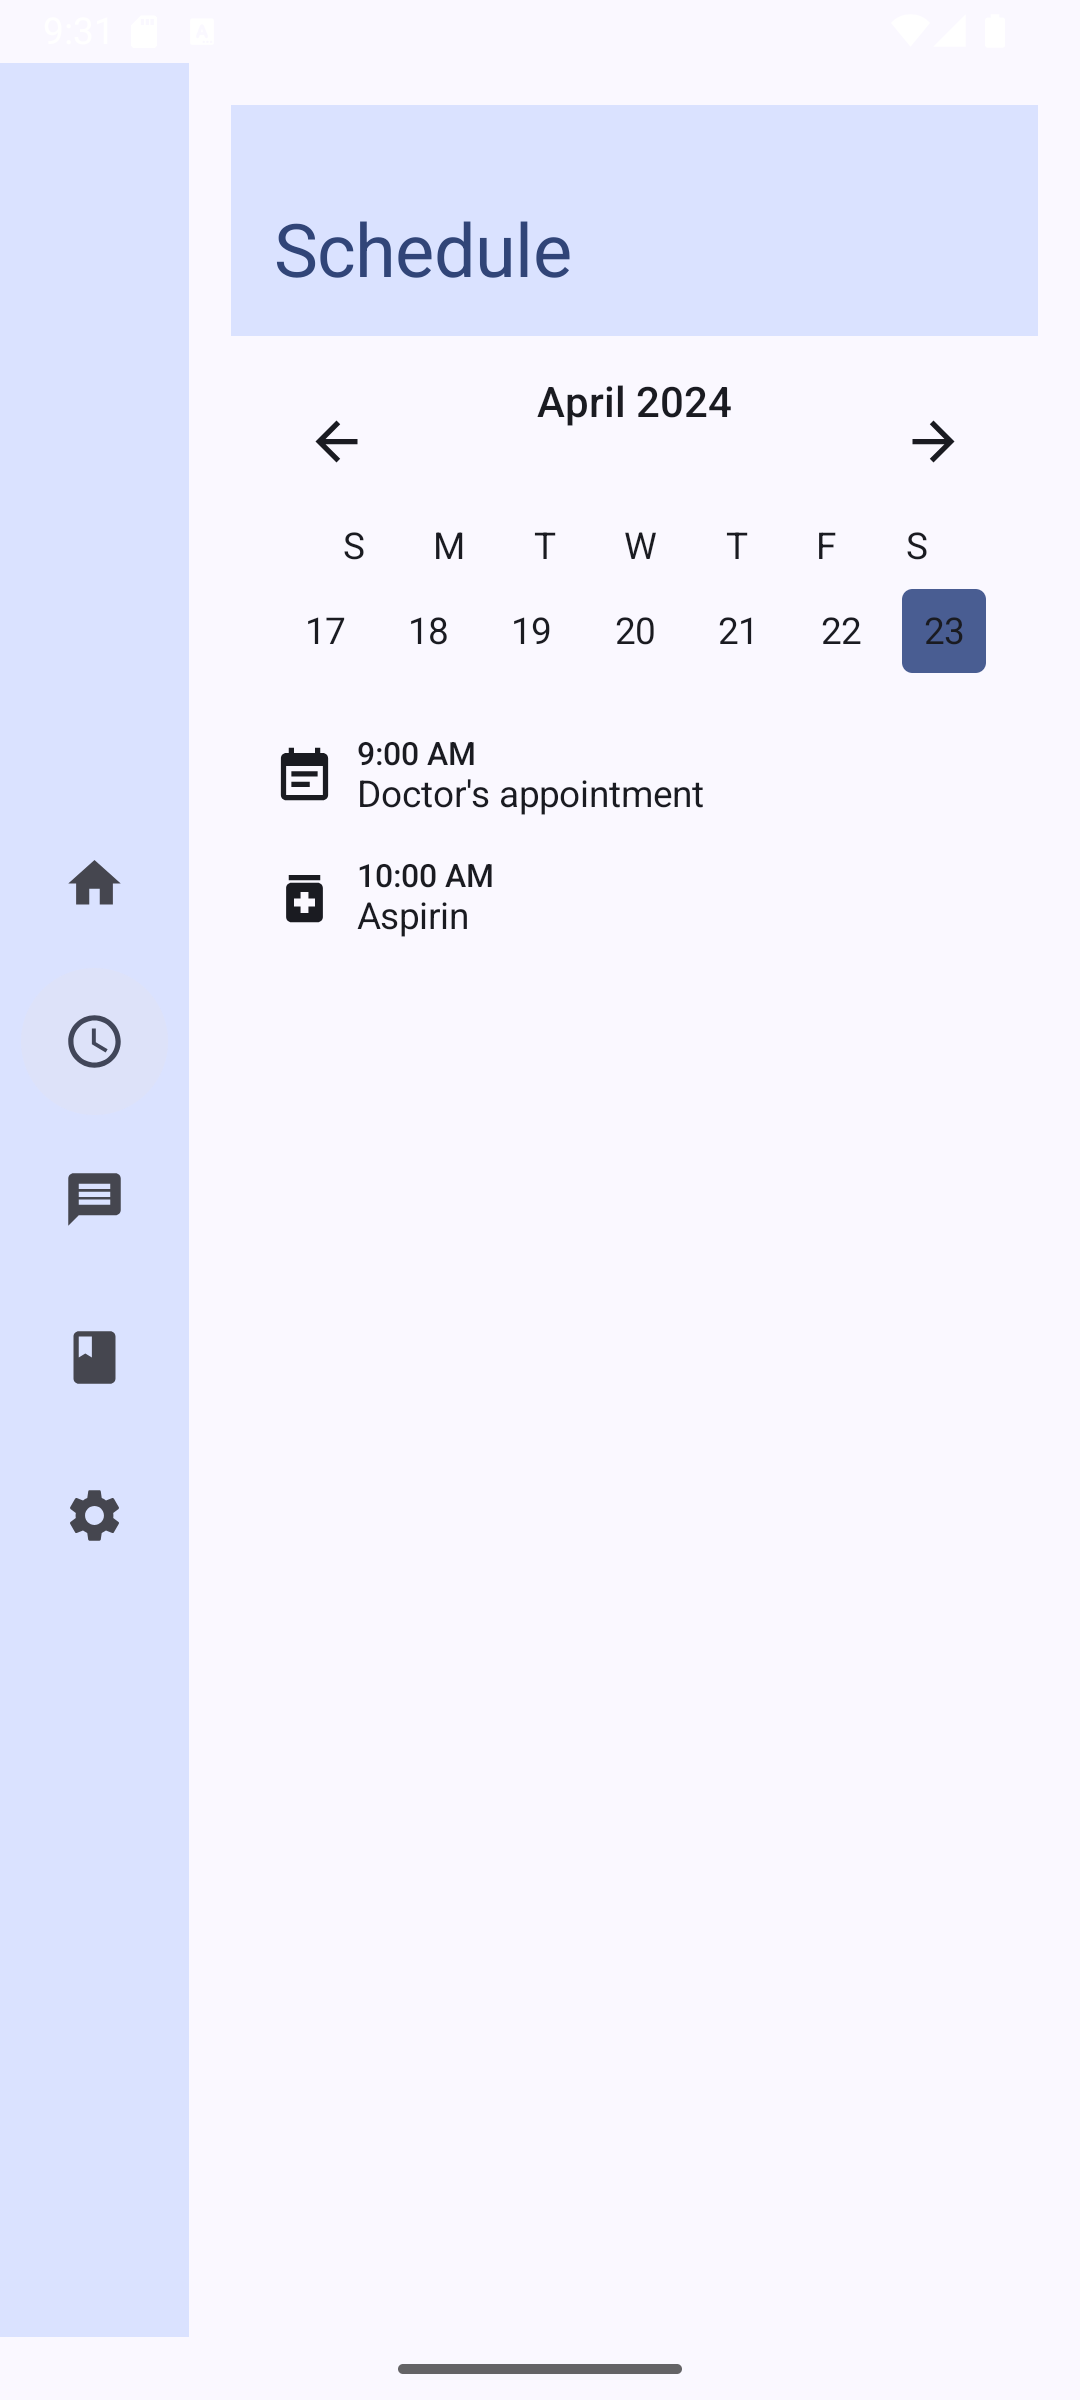 9:31
Schedule
April 2024
S M T W T F S
17 18 19 20 21 22 23
9:00 AM
Doctor's appointment
10:00 AM
Aspirin